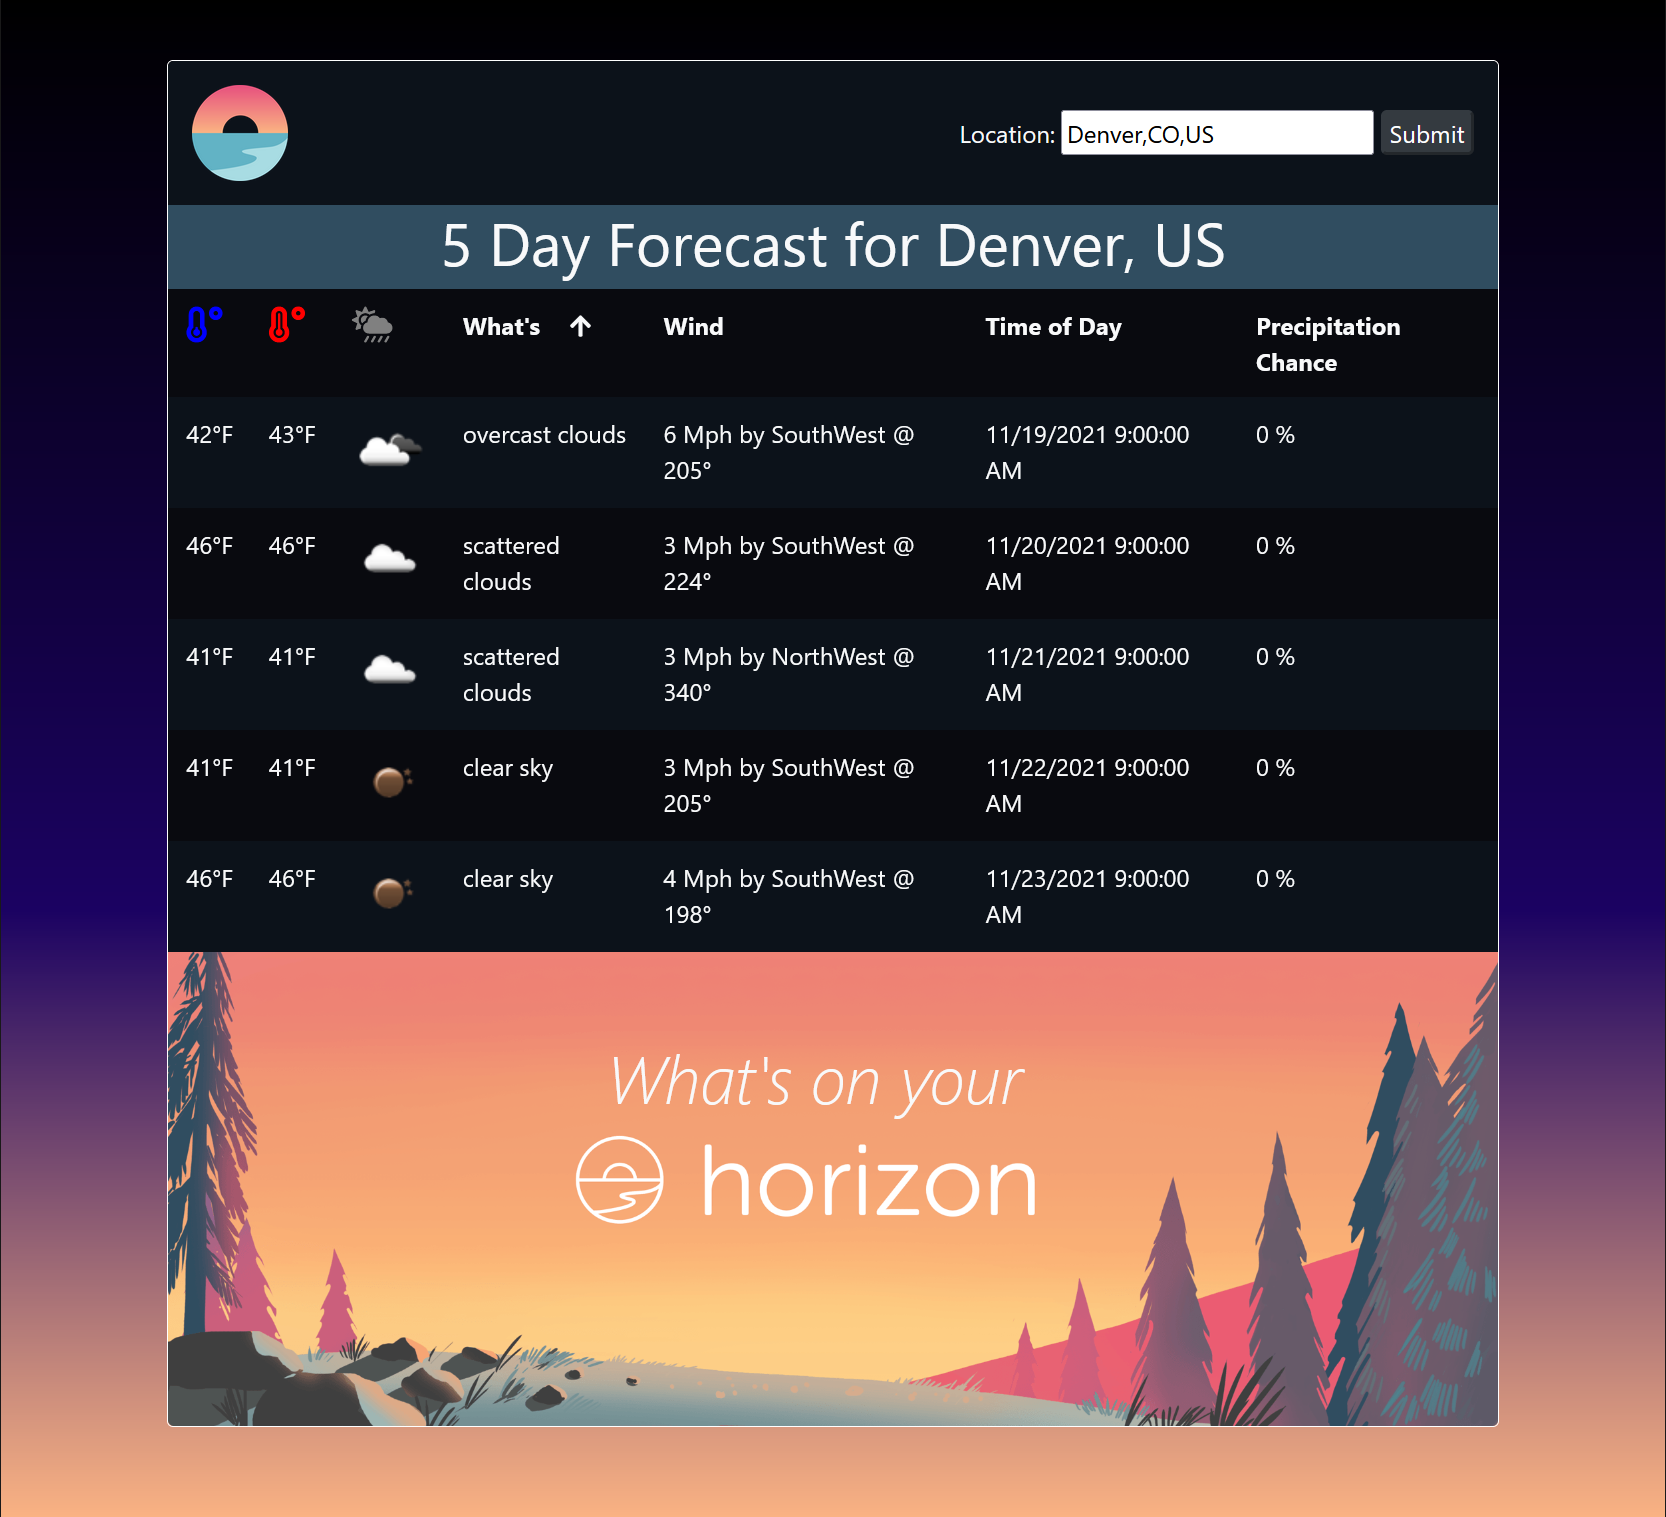 Location: Denver,CO,US Submit
5 Day Forecast for Denver, US
What's Wind Time of Day Precipitation
Chance
42°F 43°F overcast clouds 6 Mph by SouthWest @ 11/19/2021 9:00:00 0 %
205° AM
46°F 46°F scattered 3 Mph by SouthWest @ 11/20/2021 9:00:00 0 %
clouds 224° AM
41°F 41°F scattered 3 Mph by NorthWest @ 11/21/2021 9:00:00 0 %
clouds 340° AM
41°F 41°F clear sky 3 Mph by SouthWest @ 11/22/2021 9:00:00 0 %
205° AM
46°F 46°F clear sky 4 Mph by SouthWest @ 11/23/2021 9:00:00 0 %
198° AM
What's on your
horizon